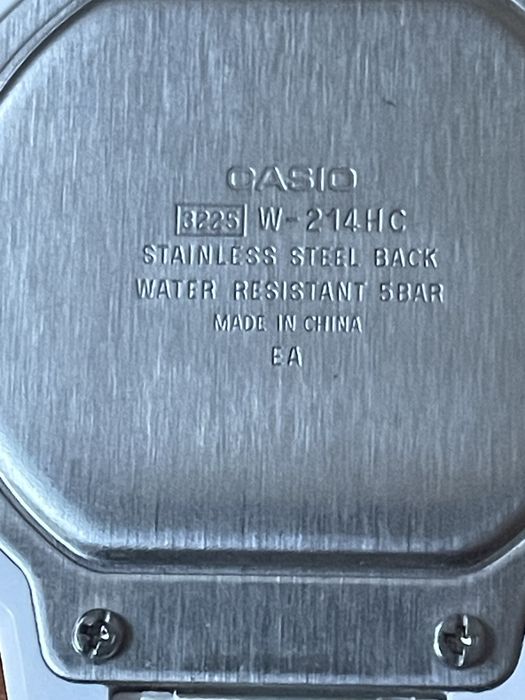 CASIO
3225 W-214HC
STAINLESS STEEL BACK
WATER RESISTANT 5BAR
MADE IN CHINA
EA